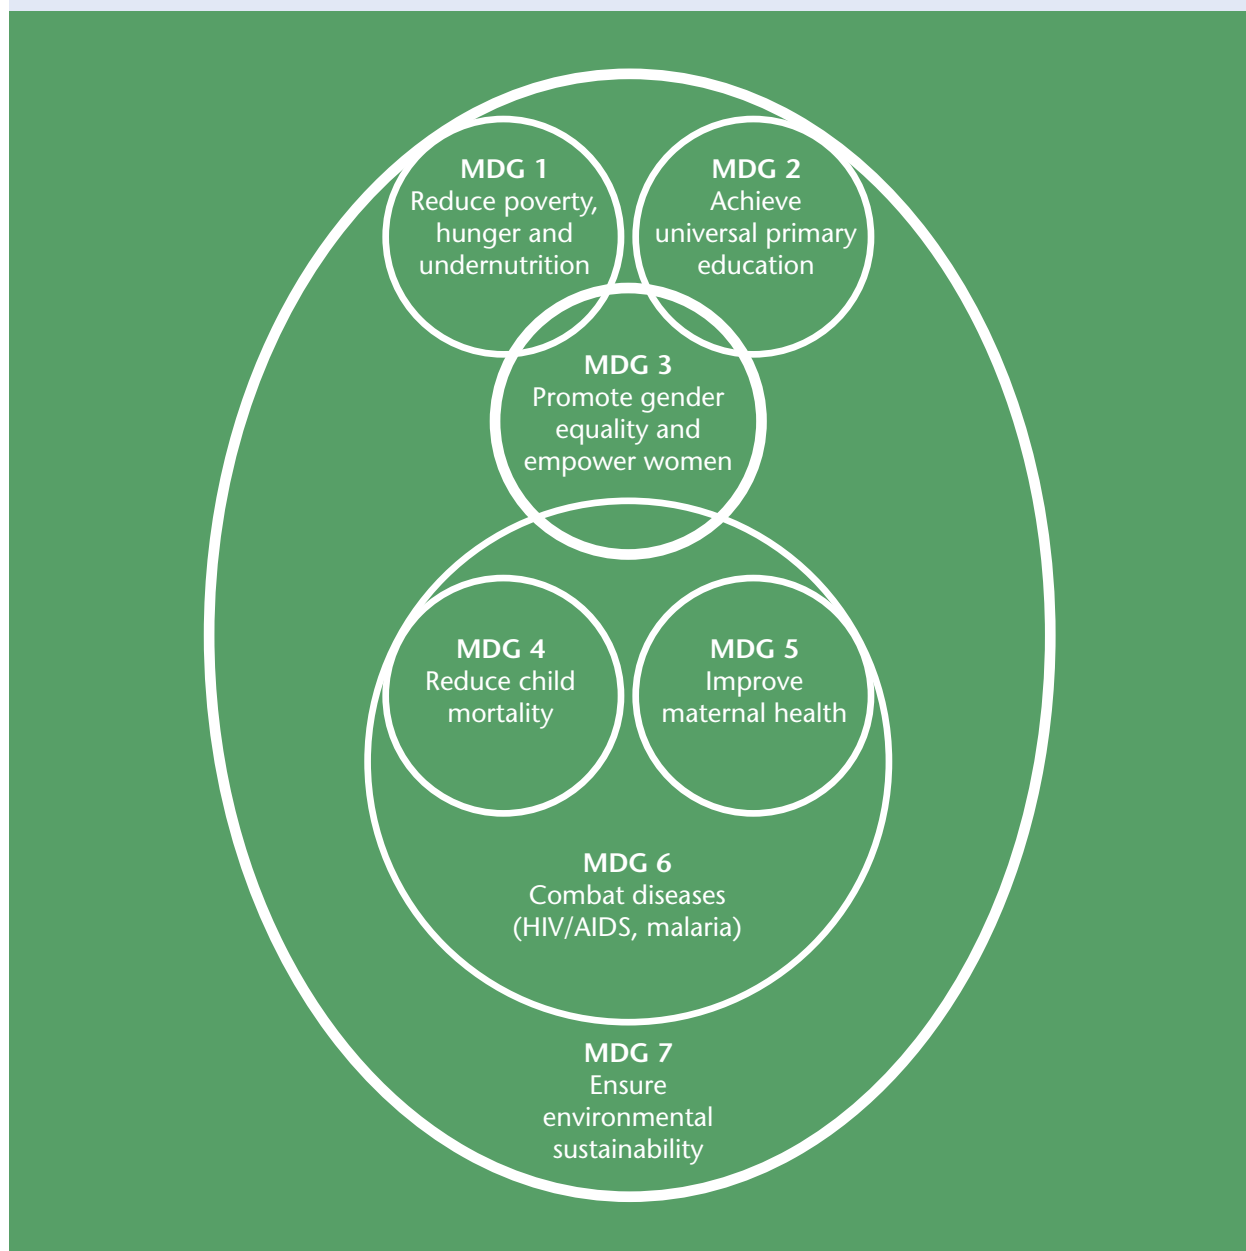 MDG 1
Reduce poverty,
hunger and
undernutrition
MDG 2
Achieve
universal primary
education
MDG 3
Promote gender
equality and
empower women
MDG 4
Reduce child
mortality
MDG 5
Improve
maternal health
MDG 6
Combat diseases
(HIV/AIDS, malaria)
MDG 7
Ensure
environmental
sustainability